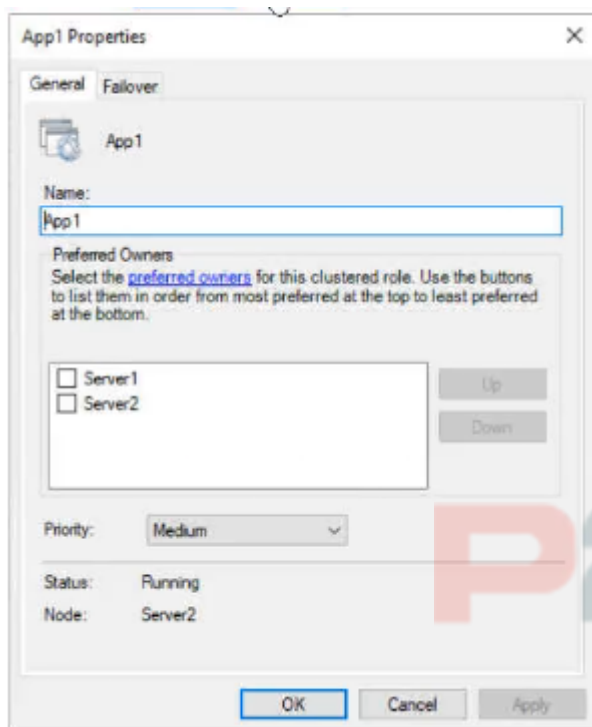 App1 Properties
General Failover
App1
Name:
App1
Preferred Owners
Select the preferred owners for this clustered role. Use the buttons
to list them in order from most preferred at the top to least preferred
at the bottom.
Server1
Up
Server2
Down
Priority: Medium
Status: Running
Node: Server2
OK Cancel Apply